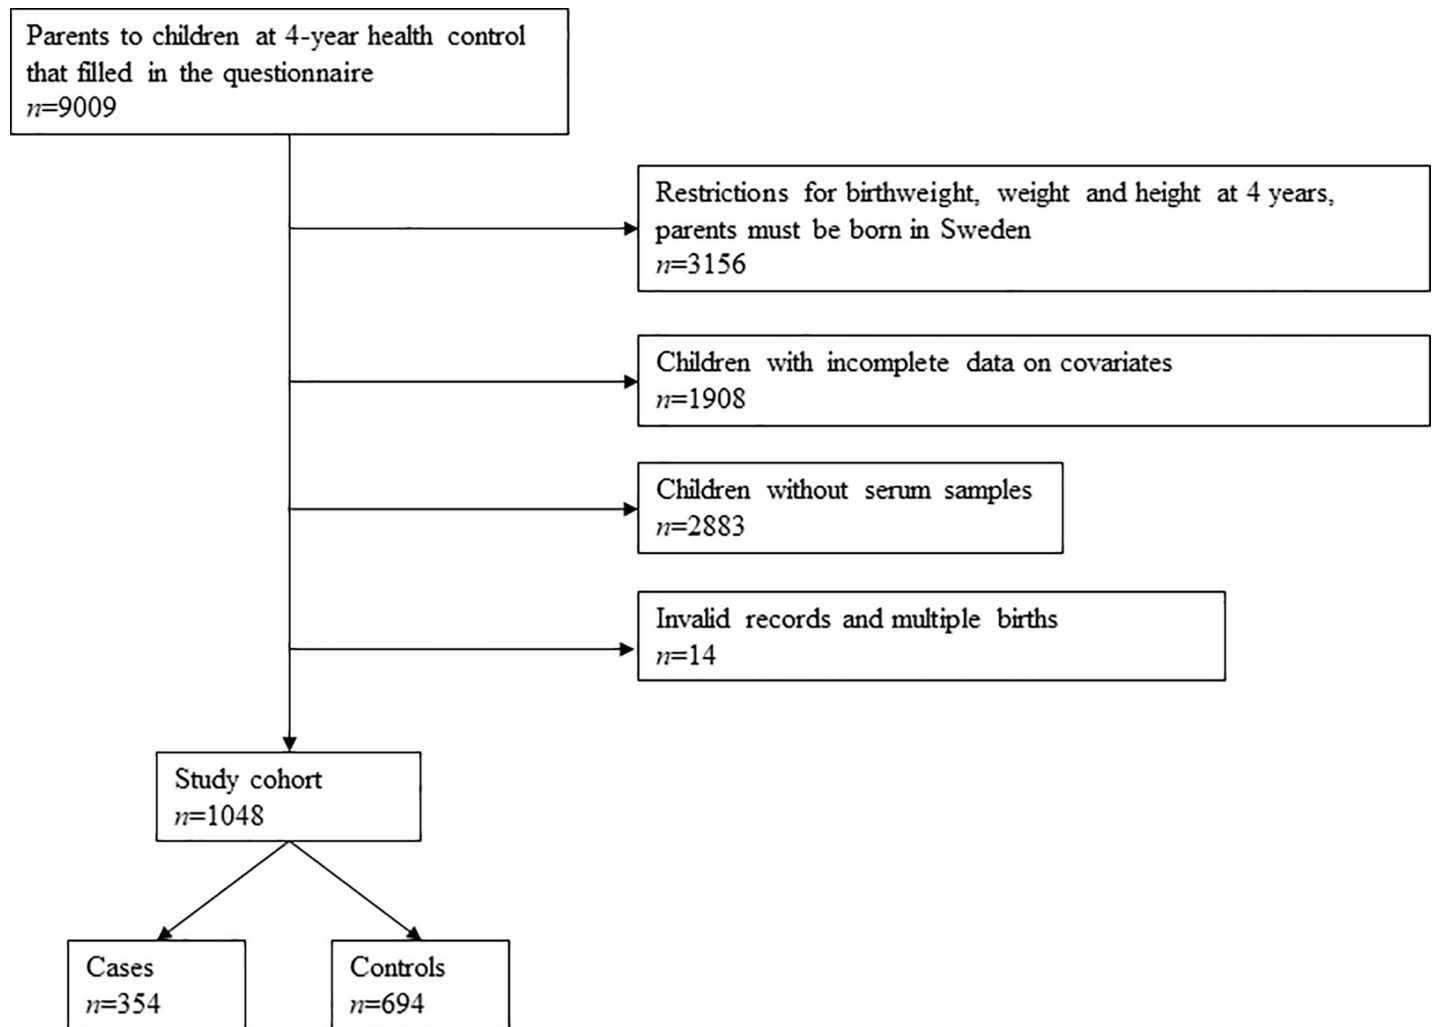 Parents to children at 4-year health control
that filled in the questionnaire
n=9009
Restrictions for birthweight, weight and height at 4 years,
parents must be born in Sweden
n=3156
Children with incomplete data on covariates
n=1908
Children without serum samples
n=2883
Invalid records and multiple births
n=14
Study cohort
n=1048
Cases
n=354
Controls
n=694